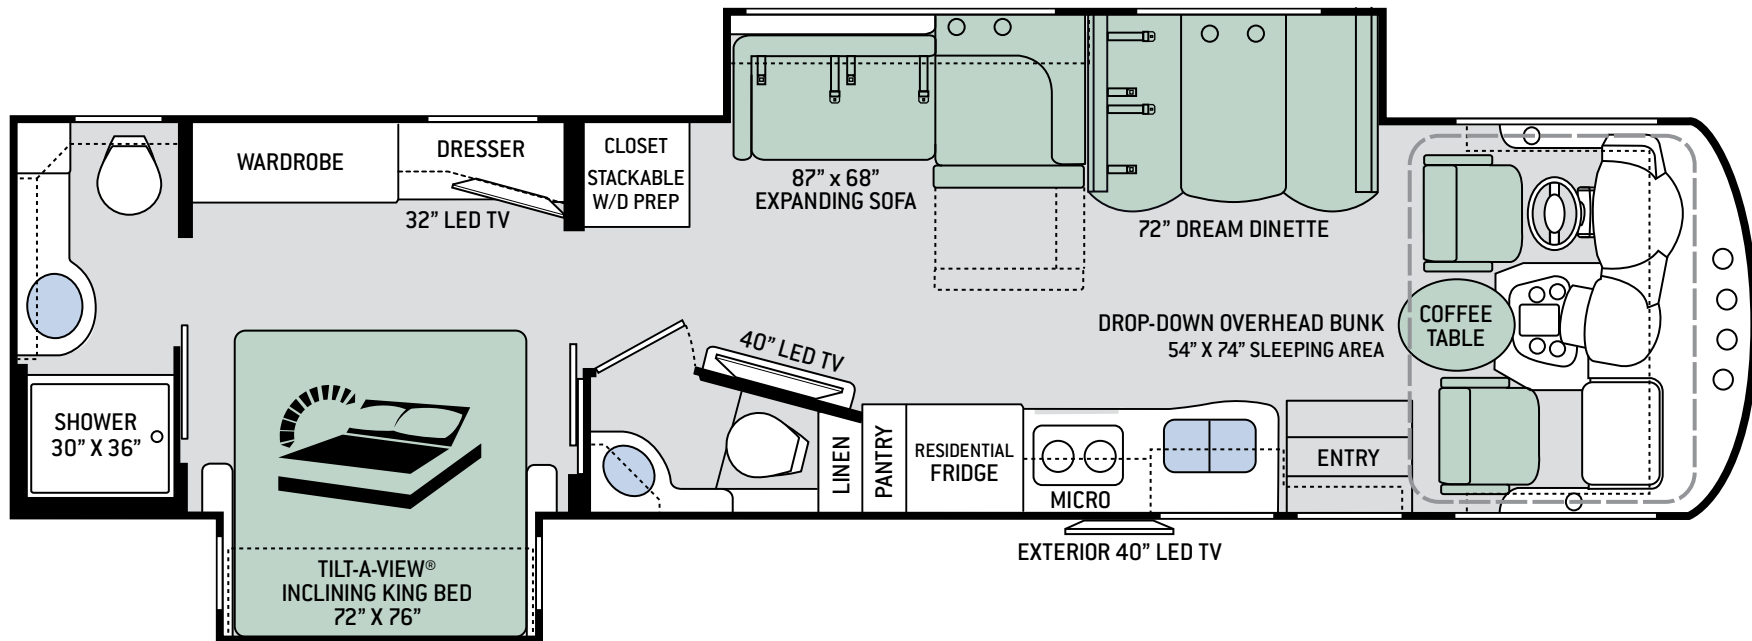 WARDROBE
DRESSER
32” LED TV
CLOSET
STACKABLE
W/D PREP
87” x 68”
EXPANDING SOFA
72” DREAM DINETTE
DROP-DOWN OVERHEAD BUNK
54” X 74” SLEEPING AREA
COFFEE
TABLE
40” LED TV
SHOWER
30” X 36”
LINEN
PANTRY
RESIDENTIAL
FRIDGE
MICRO
ENTRY
EXTERIOR 40” LED TV
TILT-A-VIEW®
INCLINING KING BED
72” X 76”